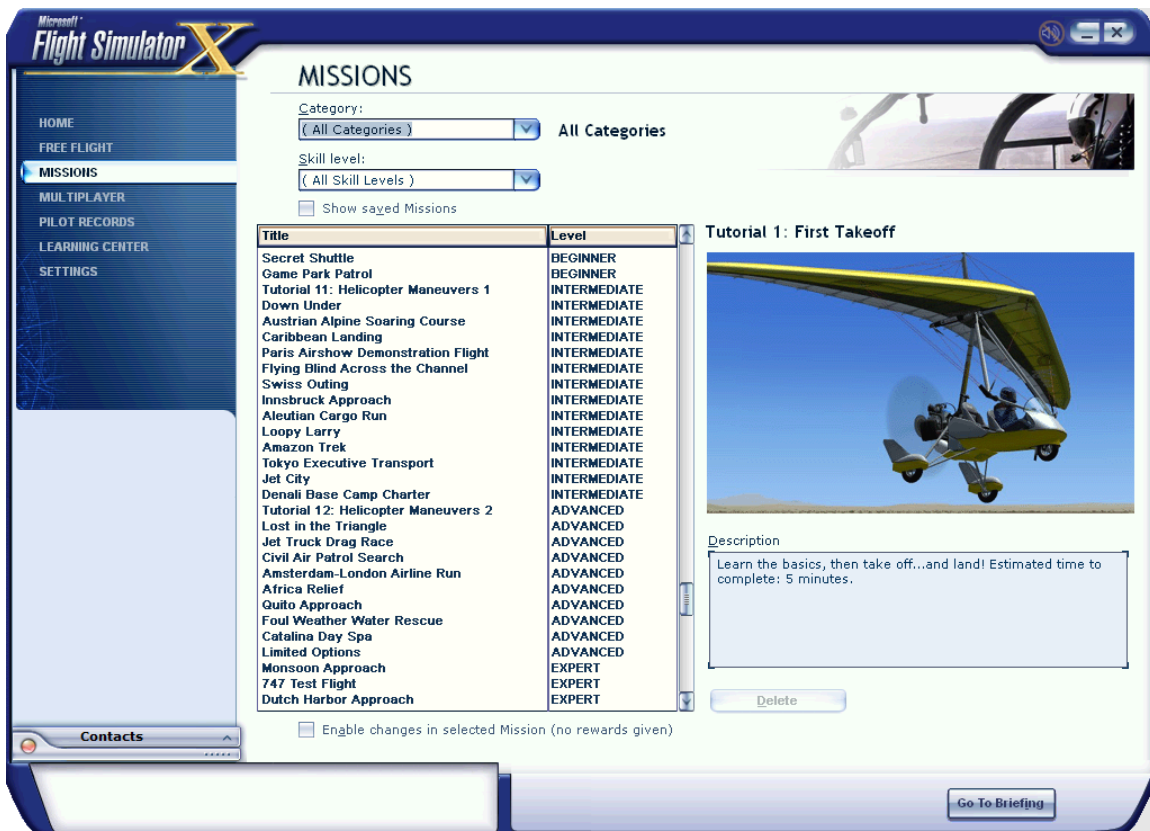 Microsoft
Flight Simulator X
MISSIONS
HOME
FREE FLIGHT
MISSIONS
MULTIPLAYER
PILOT RECORDS
LEARNING CENTER
SETTINGS
Category:
( All Categories )
All Categories
Skill level:
( All Skill Levels )
Show saved Missions
Title Level
Secret Shuttle BEGINNER
Game Park Patrol BEGINNER
Tutorial 11: Helicopter Maneuvers 1 INTERMEDIATE
Down Under INTERMEDIATE
Austrian Alpine Soaring Course INTERMEDIATE
Caribbean Landing INTERMEDIATE
Paris Airshow Demonstration Flight INTERMEDIATE
Flying Blind Across the Channel INTERMEDIATE
Swiss Outing INTERMEDIATE
Innsbruck Approach INTERMEDIATE
Aleutian Cargo Run INTERMEDIATE
Loopy Larry INTERMEDIATE
Amazon Trek INTERMEDIATE
Tokyo Executive Transport INTERMEDIATE
Jet City INTERMEDIATE
Denali Base Camp Charter INTERMEDIATE
Tutorial 12: Helicopter Maneuvers 2 ADVANCED
Lost in the Triangle ADVANCED
Jet Truck Drag Race ADVANCED
Civil Air Patrol Search ADVANCED
Amsterdam-London Airline Run ADVANCED
Africa Relief ADVANCED
Quito Approach ADVANCED
Foul Weather Water Rescue ADVANCED
Catalina Day Spa ADVANCED
Limited Options ADVANCED
Monsoon Approach EXPERT
747 Test Flight EXPERT
Dutch Harbor Approach EXPERT
Enable changes in selected Mission (no rewards given)
Tutorial 1: First Takeoff
Description
Learn the basics, then take off...and land! Estimated time to
complete: 5 minutes.
Delete
Contacts
Go To Briefing